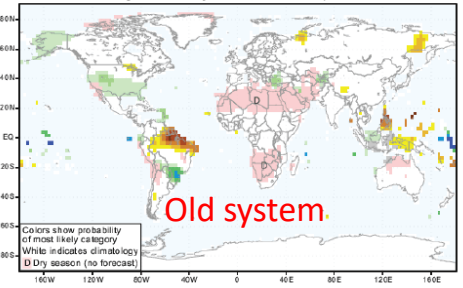 80N
60N
40N
20N
EQ
20S
40S
60S
80S
D
D
Old system
Colors show probability
of most likely category
White indicates climatology
D Dry season (no forecast)
160W 120W 80W 40W 0 40E 80E 120E 160E